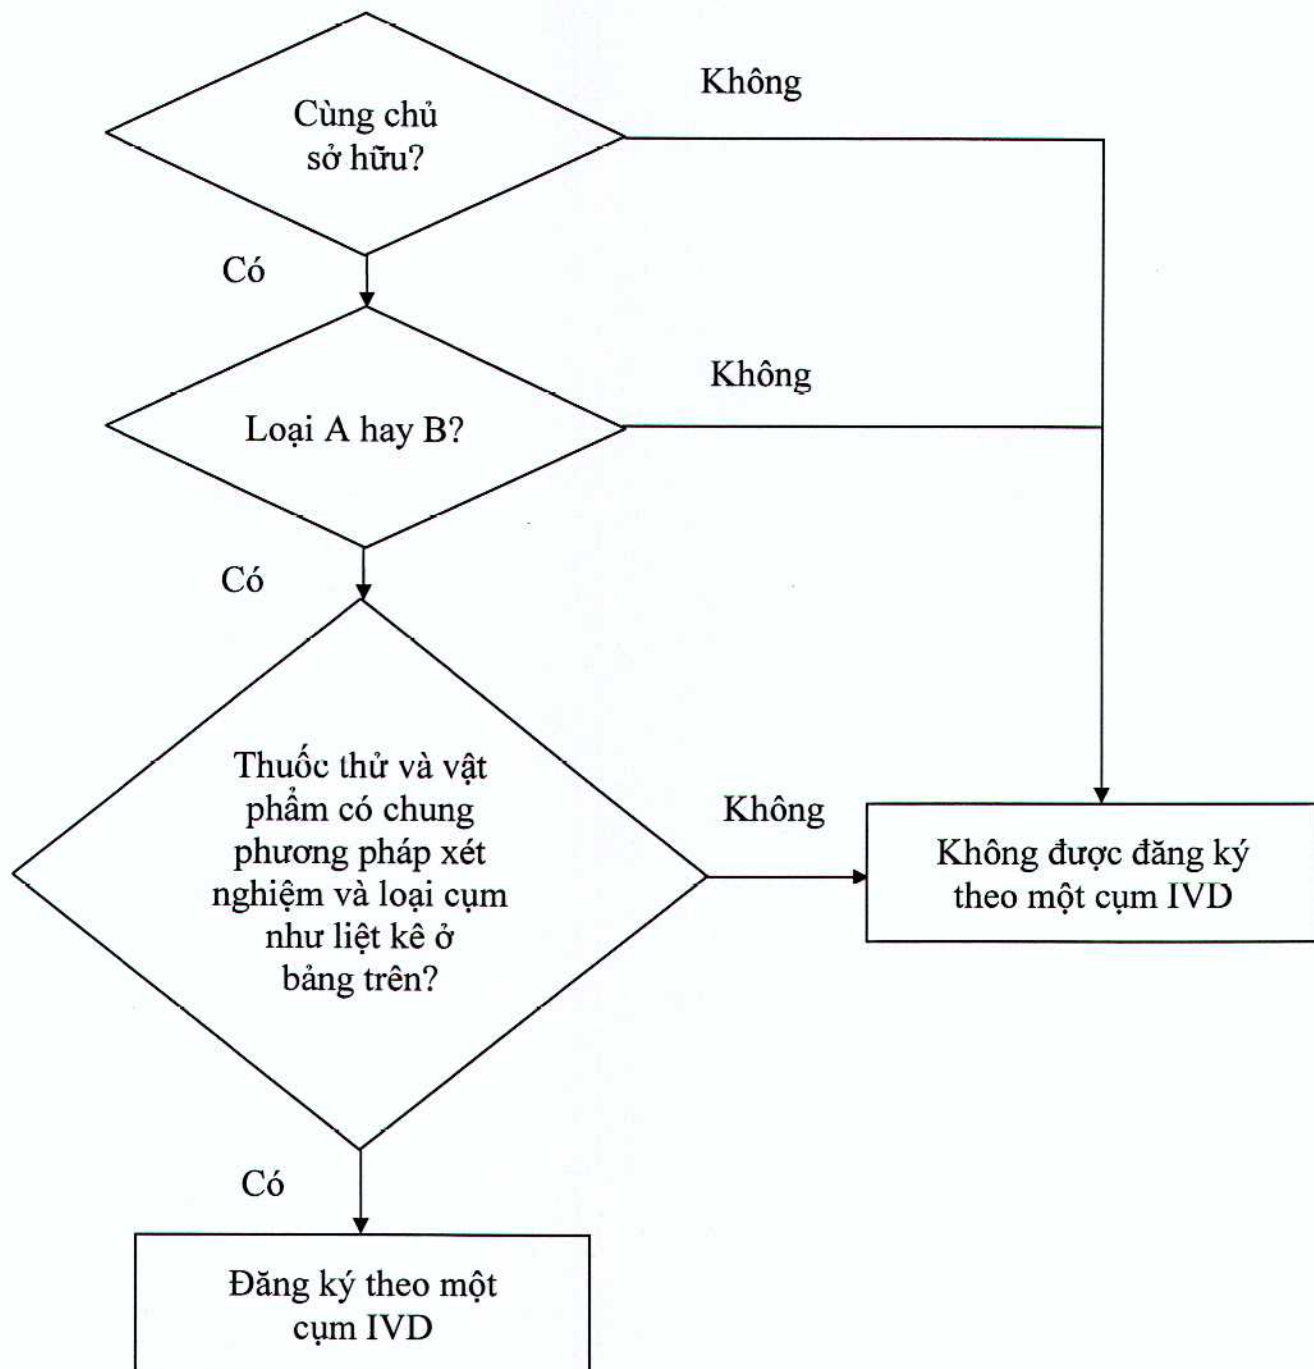 Cùng chủ
sở hữu?
Không
Có
Loại A hay B?
Không
Có
Thuốc thử và vật
phẩm có chung
phương pháp xét
nghiệm và loại cụm
như liệt kê ở
bảng trên?
Không
Không được đăng ký
theo một cụm IVD
Có
Đăng ký theo một
cụm IVD